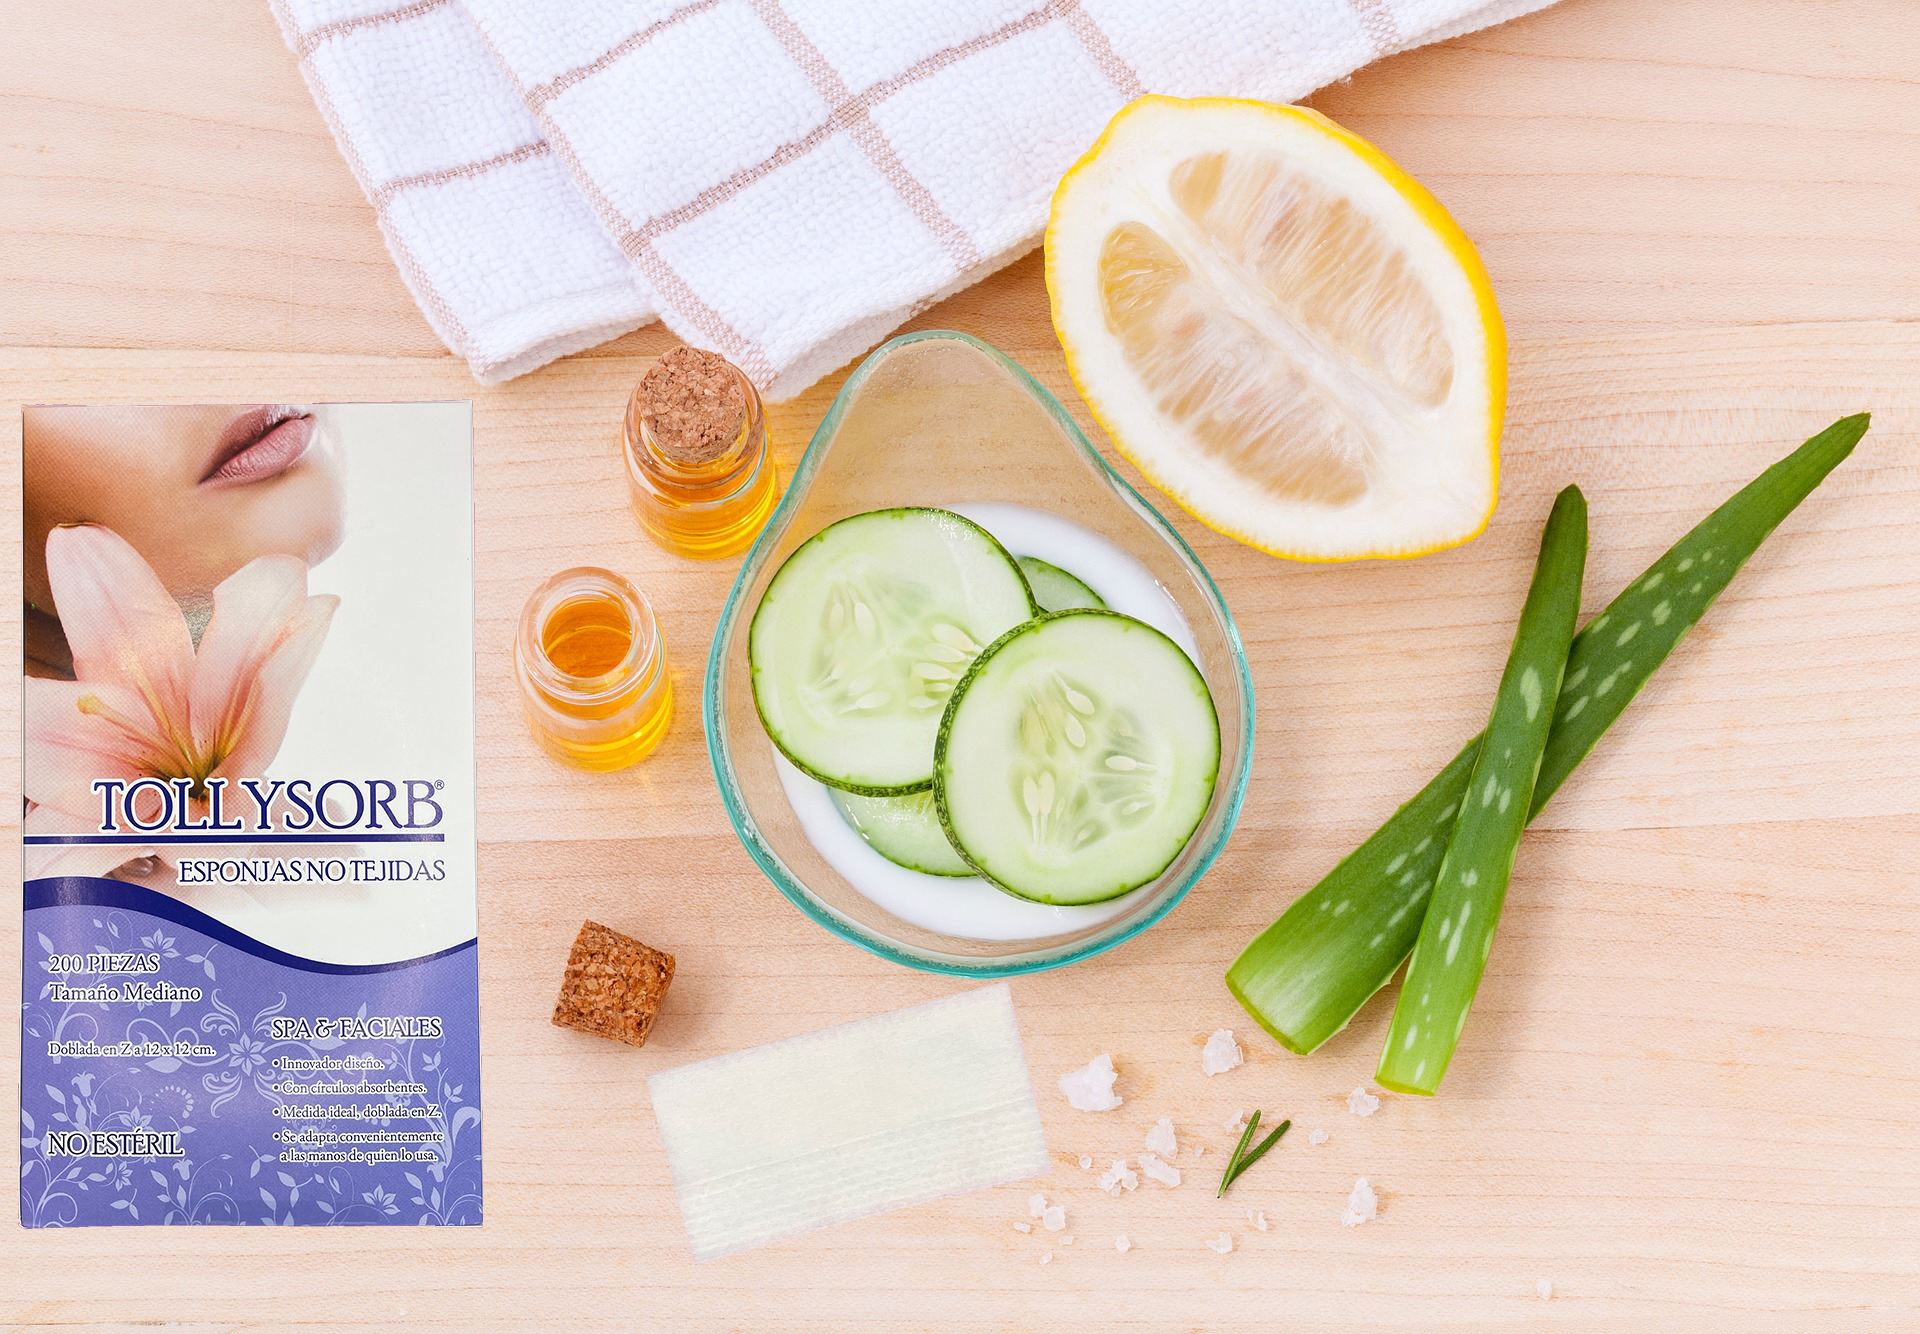 TOLLYSORB®
ESPONJAS NO TEJIDAS
200 PIEZAS
Tamaño Mediano
Doblada en Z a 12 x 12 cm.
NO ESTÉRIL
SPA & FACIALES
• Innovador diseño.
• Con círculos absorbentes.
• Medida ideal, doblada en Z.
• Se adapta convenientemente
a las manos de quien lo usa.